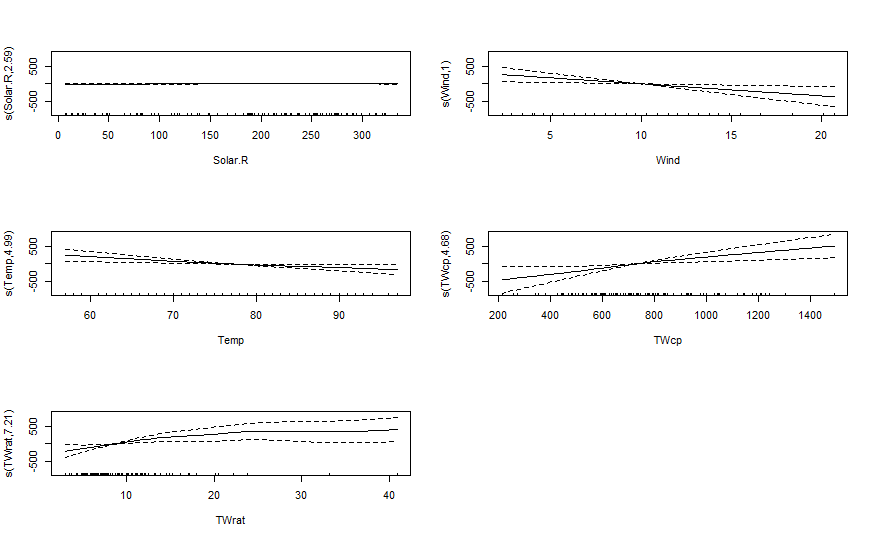 s(Solar.R,2.59)
-500 500
0 50 100 150 200 250 300
Solar.R
s(Wind,1)
-500 500
5 10 15 20
Wind
s(Temp,4.99)
-500 500
60 70 80 90
Temp
s(TWcp,4.68)
-500 500
200 400 600 800 1000 1200 1400
TWcp
s(TWrat,7.21)
-500 500
10 20 30 40
TWrat